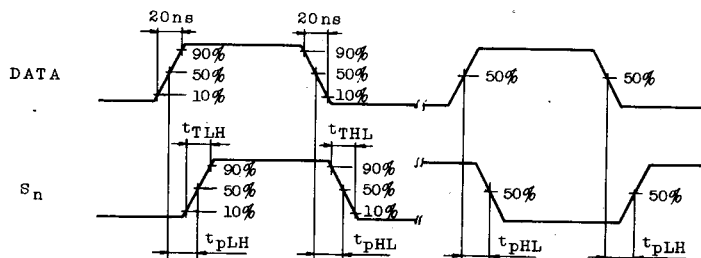 20ns 20ns
90% 90%
DATA 50% 50% 50% 50%
10% 10%
tTLH tTHL
90% 90%
Sn 50% 50% 50% 50%
10% 10%
tpLH tpHL tpHL tpLH